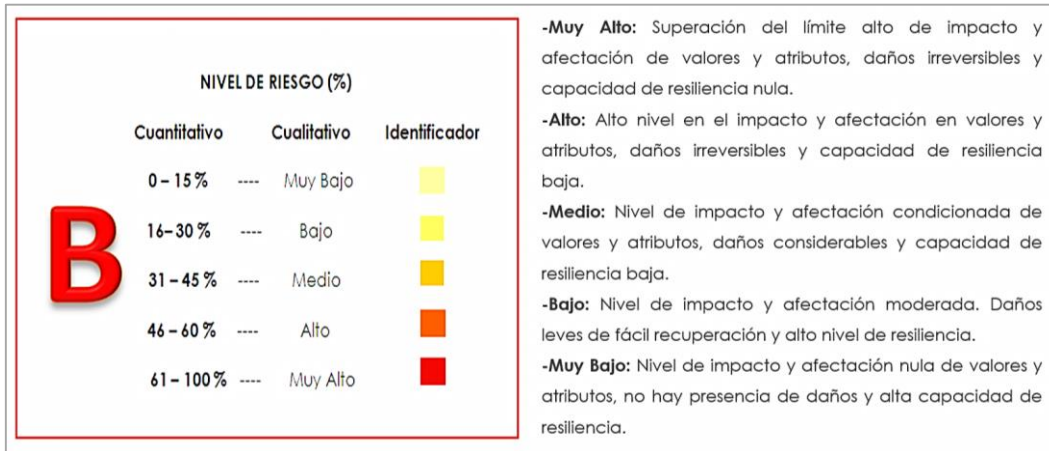 NIVEL DE RIESGO (%)
Cuantitativo Cualitativo Identificador
0 – 15 % ---- Muy Bajo
16– 30 % ---- Bajo
31 – 45 % ---- Medio
46 – 60 % ---- Alto
61 – 100 % ---- Muy Alto
B
-Muy Alto: Superación del límite alto de impacto y
afectación de valores y atributos, daños irreversibles y
capacidad de resiliencia nula.
-Alto: Alto nivel en el impacto y afectación en valores y
atributos, daños irreversibles y capacidad de resiliencia
baja.
-Medio: Nivel de impacto y afectación condicionada de
valores y atributos, daños considerables y capacidad de
resiliencia baja.
-Bajo: Nivel de impacto y afectación moderada. Daños
leves de fácil recuperación y alto nivel de resiliencia.
-Muy Bajo: Nivel de impacto y afectación nula de valores y
atributos, no hay presencia de daños y alta capacidad de
resiliencia.